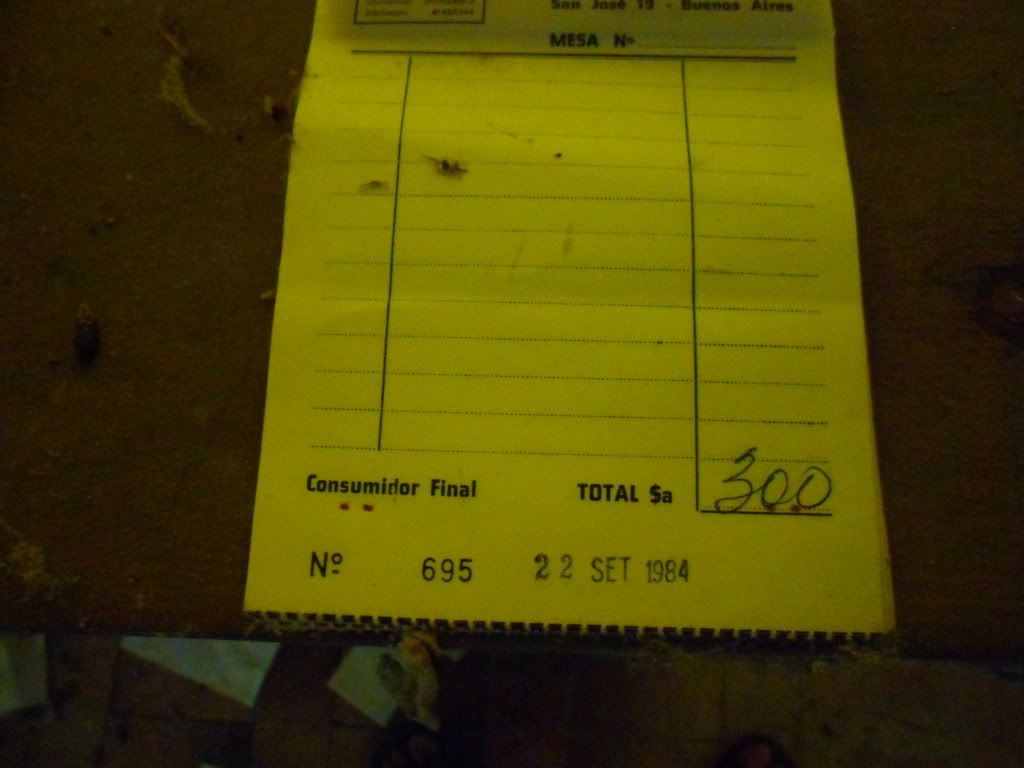 San José 19 - Buenos Aires
MESA Nº
300
Consumidor Final TOTAL $a
Nº 695 22 SET 1984